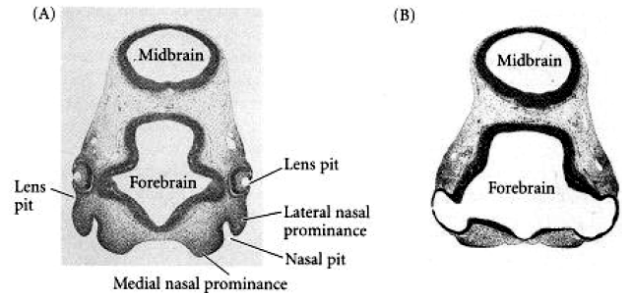 (A)
Midbrain
Forebrain
Lens
pit
Lens pit
Lateral nasal
prominance
Nasal pit
Medial nasal prominance
(B)
Midbrain
Forebrain